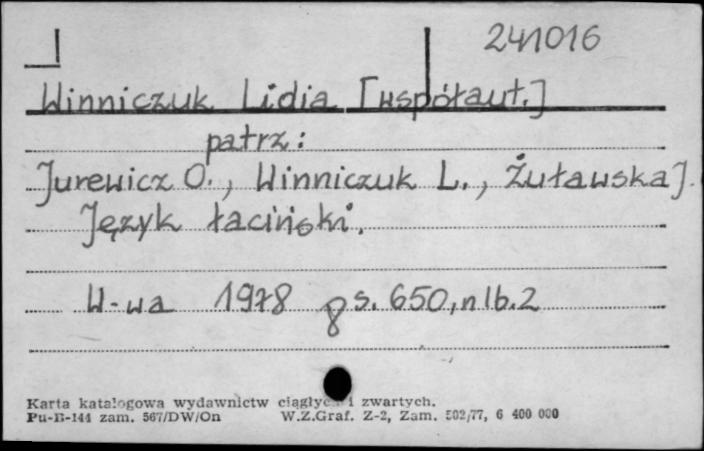 241016
Winniczuk Lidia [współaut.]
patrz:
Jurewicz O., Winniczuk L., Żuławska J.
Język łaciński.
W-wa 1978 8 s. 650, nlb. 2
Karta katalogowa wydawnictw ciągłych i zwartych.
Pu-B-144 zam. 567/DW/On W.Z.Graf. Z-2, Zam. 502/77, 6 400 000